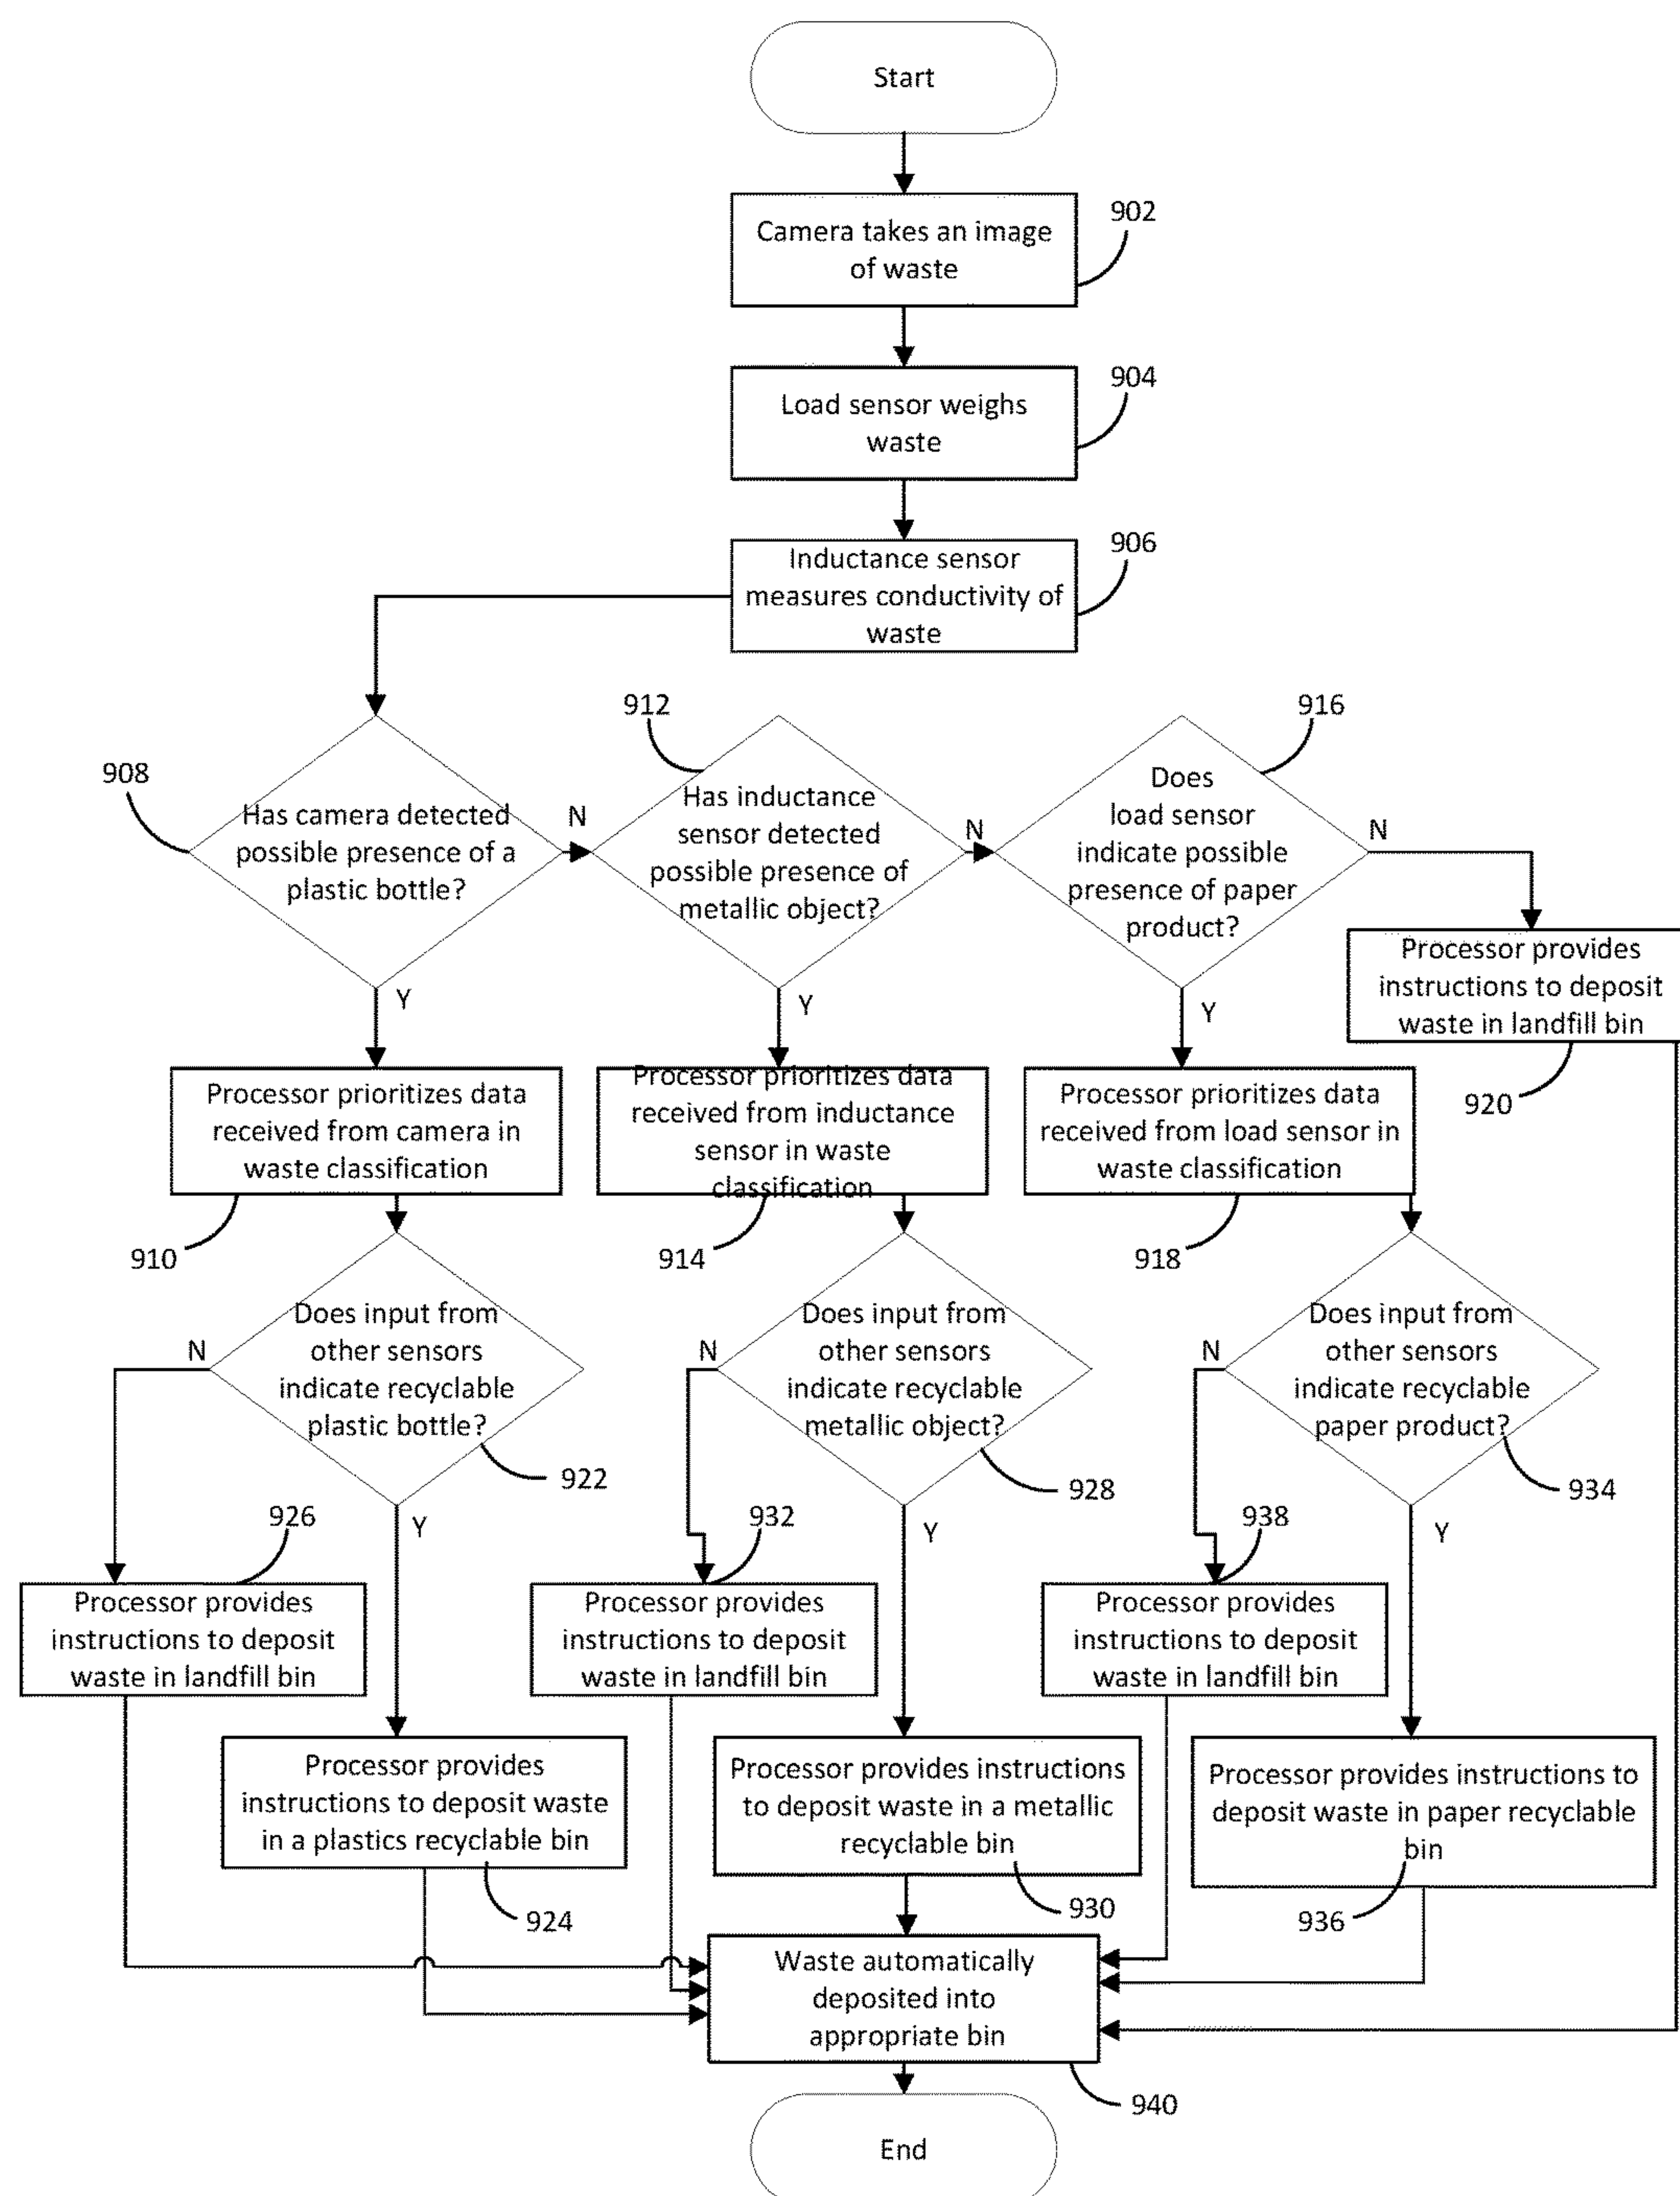 Start
902
Camera takes an image
of waste
904
Load sensor weighs
waste
906
Inductance sensor
measures conductivity of
waste
908
Has camera detected
possible presence of a
plastic bottle?
N
Y
912
Has inductance
sensor detected
possible presence of
metallic object?
N
Y
916
Does
load sensor
indicate possible
presence of paper
product?
N
Y
Processor provides
instructions to deposit
waste in landfill bin
920
Processor prioritizes data
received from camera in
waste classification
910
Processor prioritizes data
received from inductance
sensor in waste
classification
914
Processor prioritizes data
received from load sensor in
waste classification
918
Does input from
other sensors
indicate recyclable
plastic bottle?
N
Y
922
Does input from
other sensors
indicate recyclable
metallic object?
N
Y
928
Does input from
other sensors
indicate recyclable
paper product?
N
Y
934
926
Processor provides
instructions to deposit
waste in landfill bin
932
Processor provides
instructions to deposit
waste in landfill bin
938
Processor provides
instructions to deposit
waste in landfill bin
Processor provides
instructions to deposit waste
in a plastics recyclable bin
924
Processor provides instructions
to deposit waste in a metallic
recyclable bin
930
Processor provides instructions to
deposit waste in paper recyclable
bin
936
Waste automatically
deposited into
appropriate bin
940
End